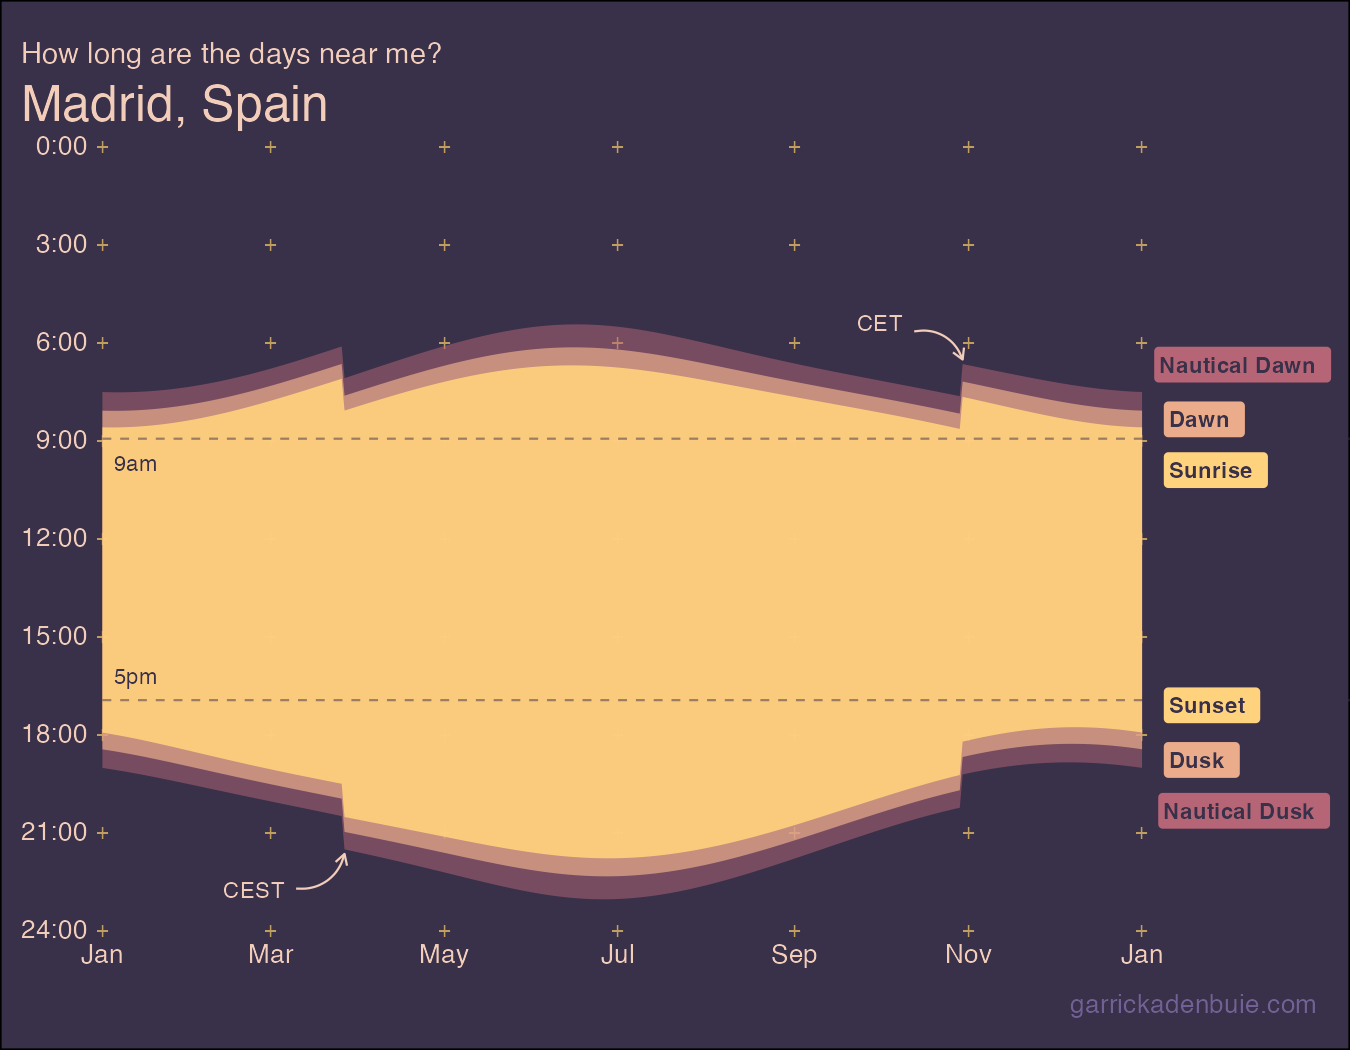 How long are the days near me?
Madrid, Spain
0:00
3:00
6:00
9:00
12:00
15:00
18:00
21:00
24:00
CET
Nautical Dawn
Dawn
Sunrise
9am
5pm
Sunset
Dusk
Nautical Dusk
CEST
Jan Mar May Jul Sep Nov Jan
garrickadenbuie.com